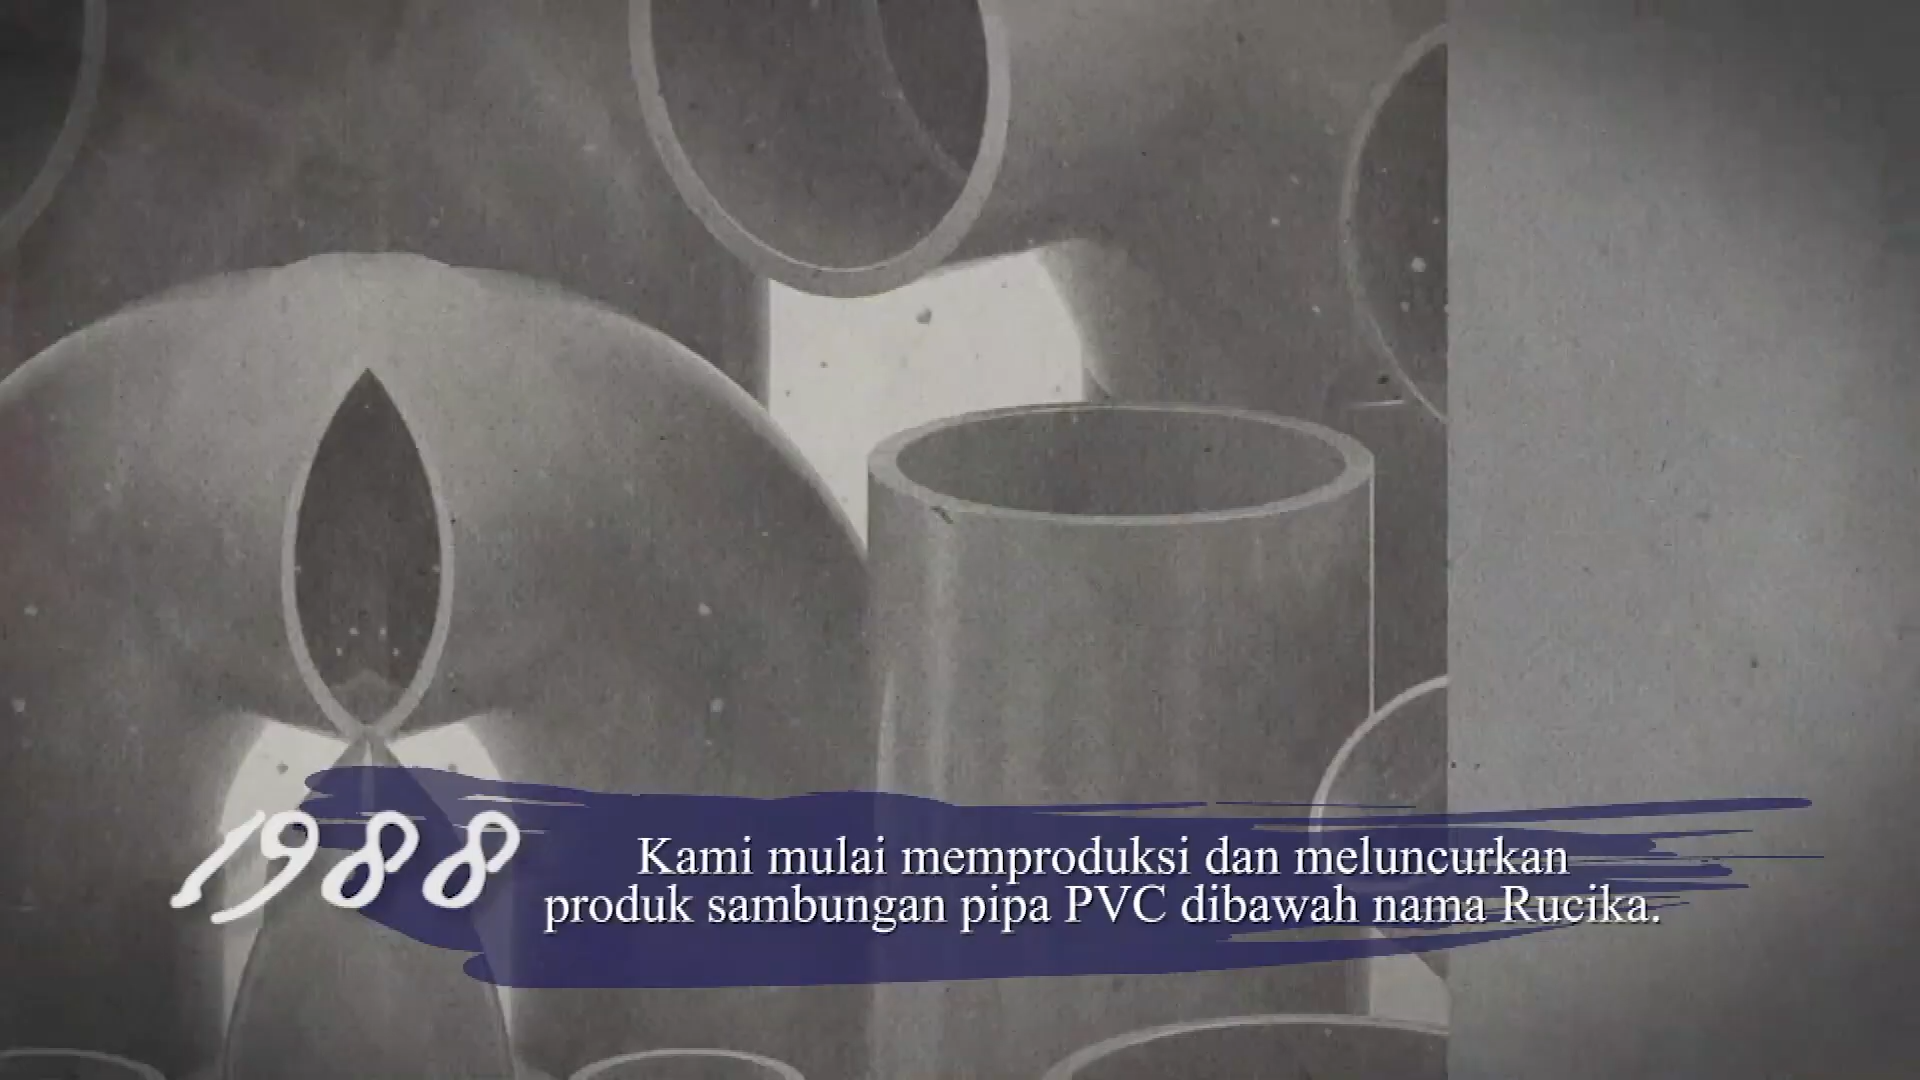 1988
Kami mulai memproduksi dan meluncurkan
produk sambungan pipa PVC dibawah nama Rucika.